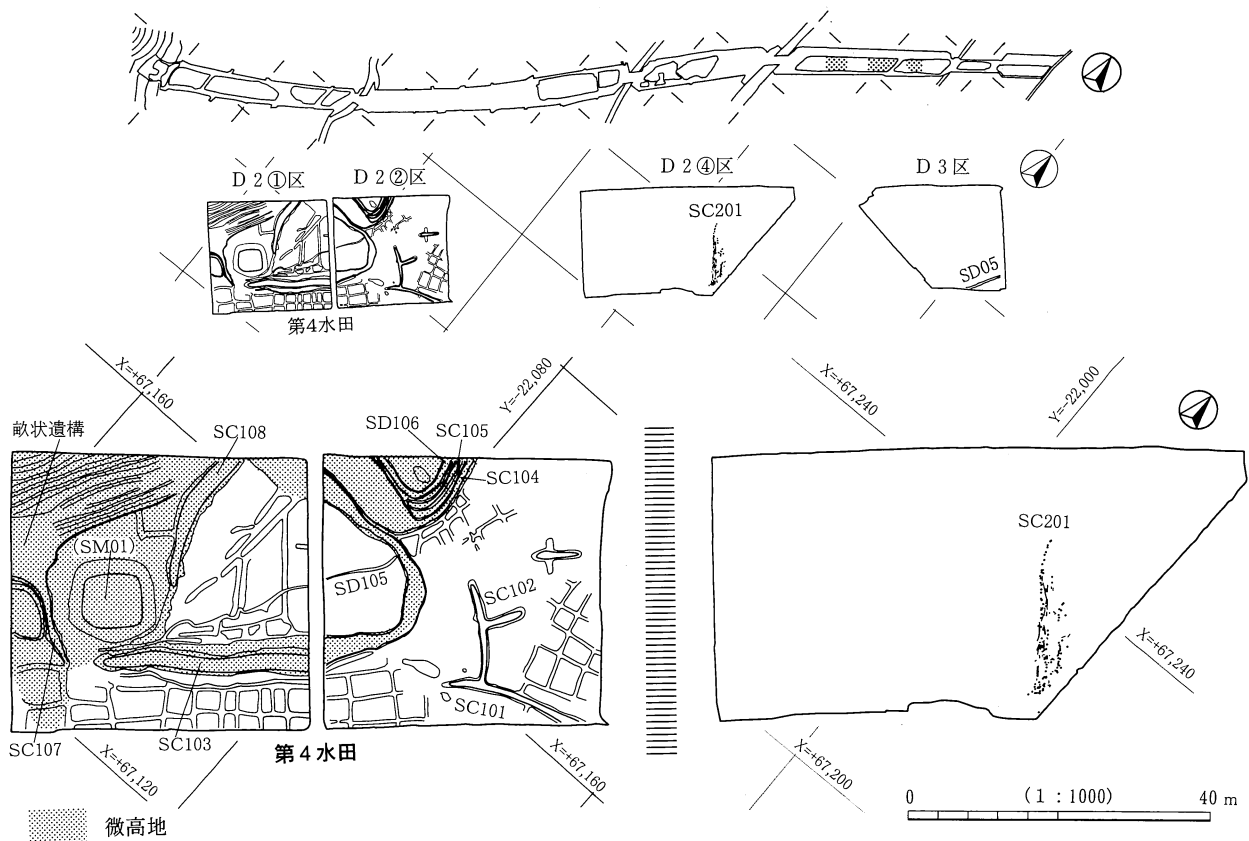 D2①区
D2②区
D2④区
D3区
SC201
SD05
第4水田
X=+67,160
Y=-22,080
X=+67,240
Y=-22,000
畝状遺構
SC108
SD106
SC105
SC104
(SM01)
SD105
SC102
SC201
SC101
SC107
SC103
第4水田
X=+67,120
X=+67,160
X=+67,200
X=+67,240
0 (1:1000) 40 m
微高地